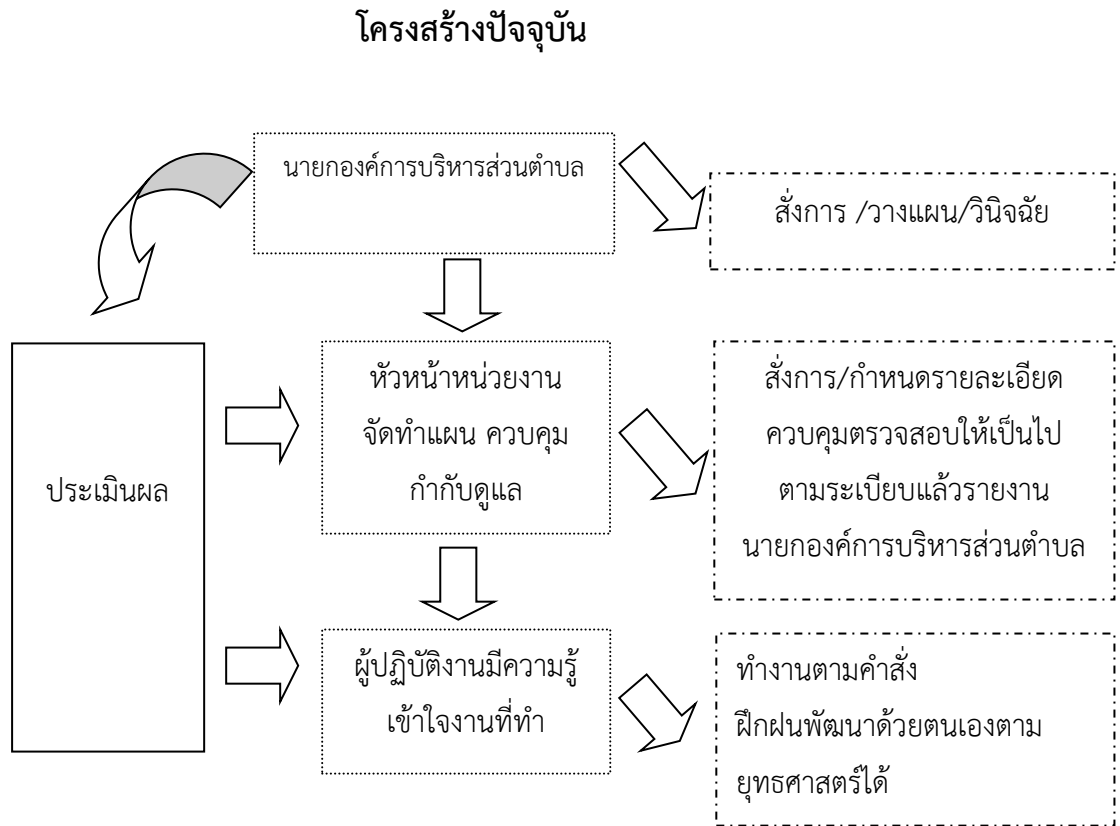 โครงสร้างปัจจุบัน
นายกองค์การบริหารส่วนตำบล
สั่งการ /วางแผน/วินิจฉัย
หัวหน้าหน่วยงาน
จัดทำแผน ควบคุม
กำกับดูแล
สั่งการ/กำหนดรายละเอียด
ควบคุมตรวจสอบให้เป็นไป
ตามระเบียบแล้วรายงาน
นายกองค์การบริหารส่วนตำบล
ประเมินผล
ผู้ปฏิบัติงานมีความรู้
เข้าใจงานที่ทำ
ทำงานตามคำสั่ง
ฝึกฝนพัฒนาด้วยตนเองตาม
ยุทธศาสตร์ได้